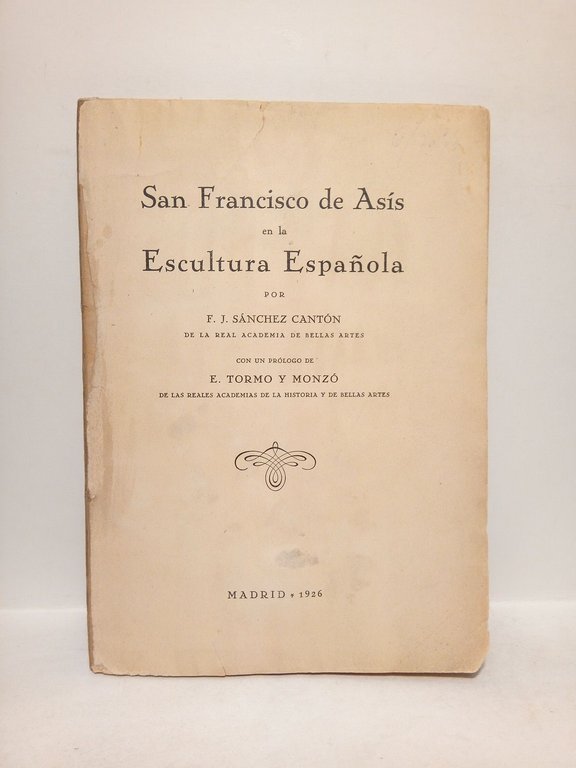 San Francisco de Asís
en la
Escultura Española
POR
F. J. SÁNCHEZ CANTÓN
DE LA REAL ACADEMIA DE BELLAS ARTES
CON UN PRÓLOGO DE
E. TORMO Y MONZÓ
DE LAS REALES ACADEMIAS DE LA HISTORIA Y DE BELLAS ARTES
MADRID, 1926